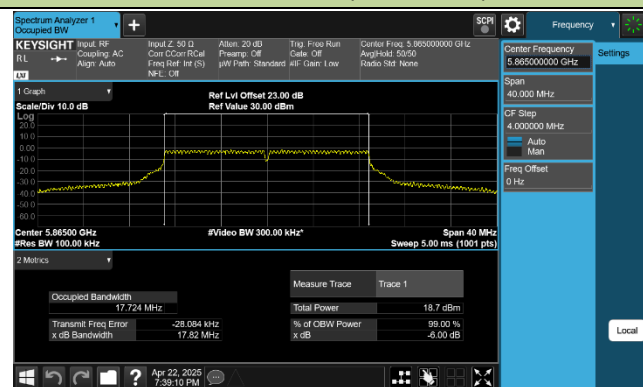 Spectrum Analyzer 1
Occupied BW
+
SCPI
Frequency
KEYSIGHT
Input: RF
Input Z: 50 Ω
Atten: 20 dB
Trig: Free Run
Center Freq: 5.865000000 GHz
RL
Coupling: AC
Corr CCorr RCal
Preamp: Off
Gate: Off
Avg|Hold: 50/50
Align: Auto
Freq Ref: Int (S)
µW Path: Standard
#IF Gain: Low
Radio Std: None
LXI
NFE: Off
Center Frequency
5.865000000 GHz
Settings
Span
40.000 MHz
CF Step
4.000000 MHz
Auto
Man
Freq Offset
0 Hz
Local
1 Graph
Ref Lvl Offset 23.00 dB
Scale/Div 10.0 dB
Ref Value 30.00 dBm
Log
20.0
10.0
0.00
-10.0
-20.0
-30.0
-40.0
-50.0
-60.0
Center 5.86500 GHz
#Video BW 300.00 kHz*
Span 40 MHz
#Res BW 100.00 kHz
Sweep 5.00 ms (1001 pts)
2 Metrics
Measure Trace
Trace 1
Occupied Bandwidth
17.724 MHz
Total Power
18.7 dBm
Transmit Freq Error
-28.084 kHz
% of OBW Power
99.00 %
x dB Bandwidth
17.82 MHz
x dB
-6.00 dB
?
Apr 22, 2025
7:39:10 PM